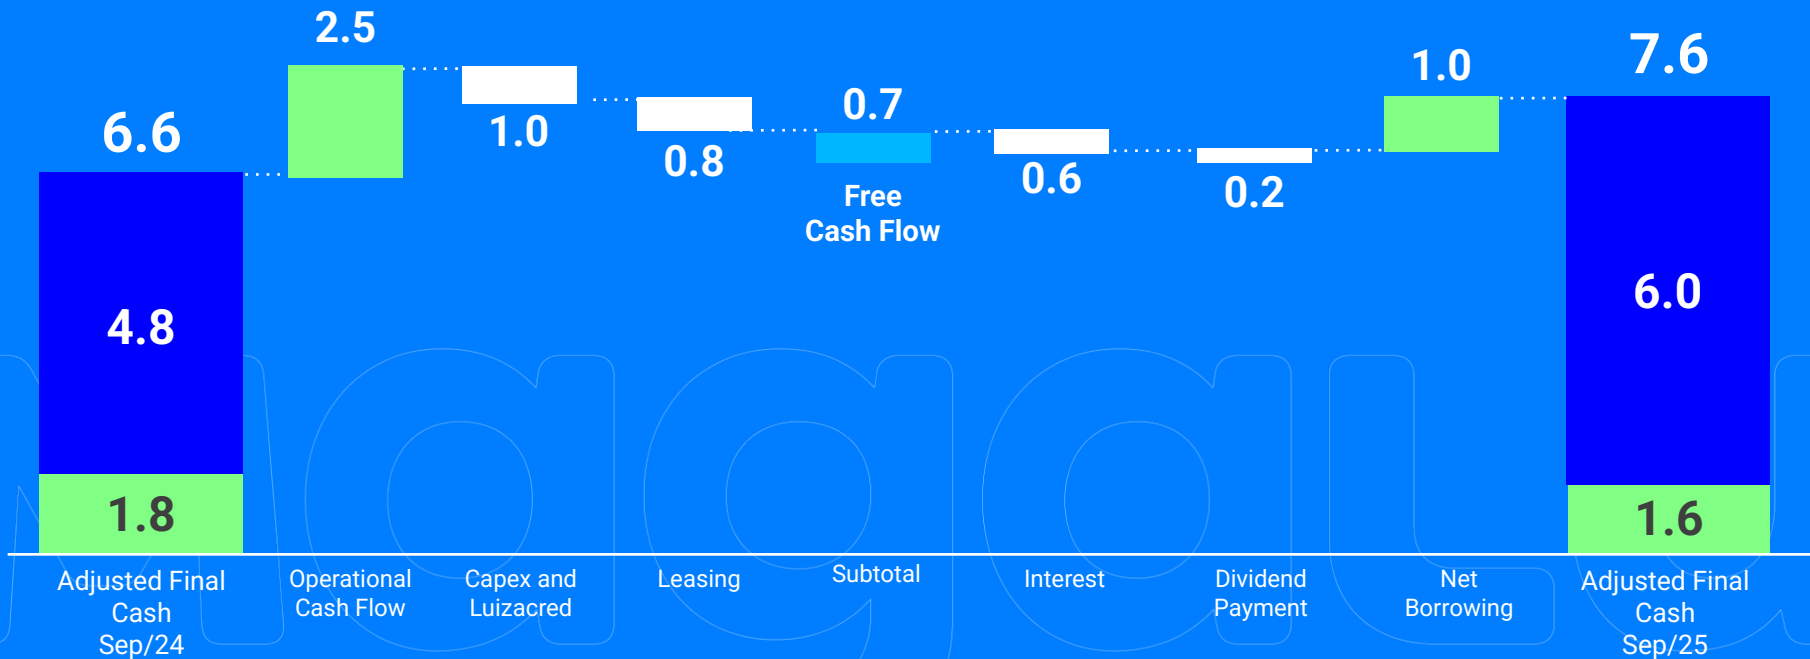 6.6
4.8
1.8
2.5
1.0
0.8
0.7
Free
Cash Flow
0.6
0.2
1.0
7.6
6.0
1.6
Adjusted Final
Cash
Sep/24
Operational
Cash Flow
Capex and
Luizacred
Leasing
Subtotal
Interest
Dividend
Payment
Net
Borrowing
Adjusted Final
Cash
Sep/25